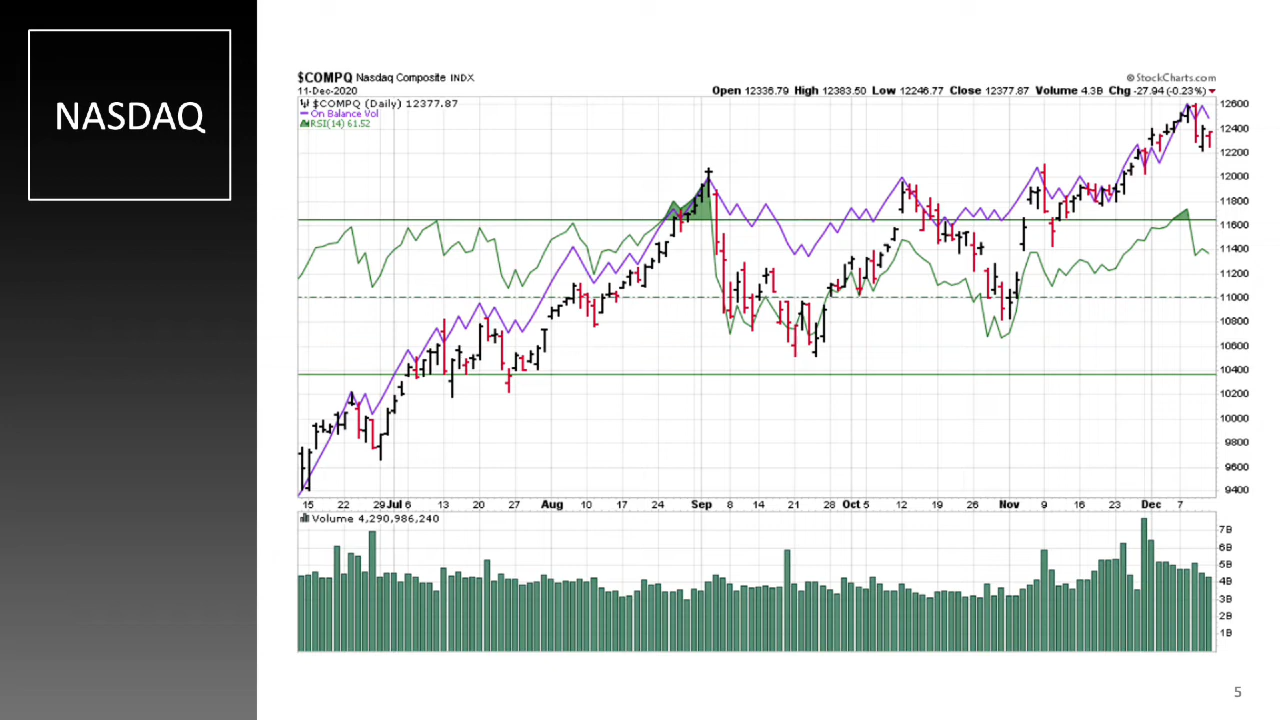 NASDAQ
$COMPQ Nasdaq Composite INDX
© StockCharts.com
11-Dec-2020
Open 12336.79 High 12383.50 Low 12246.77 Close 12377.87 Volume 4.3B Chg -27.94 (-0.23%)
$COMPQ (Daily) 12377.87
On Balance Vol
RSI(14) 61.52
12600
12400
12200
12000
11800
11600
11400
11200
11000
10800
10600
10400
10200
10000
9800
9600
9400
15 22 29 Jul 6 13 20 27 Aug 10 17 24 Sep 8 14 21 28 Oct 5 12 19 26 Nov 9 16 23 Dec 7
Volume 4,290,986,240
7B
6B
5B
4B
3B
2B
1B
5